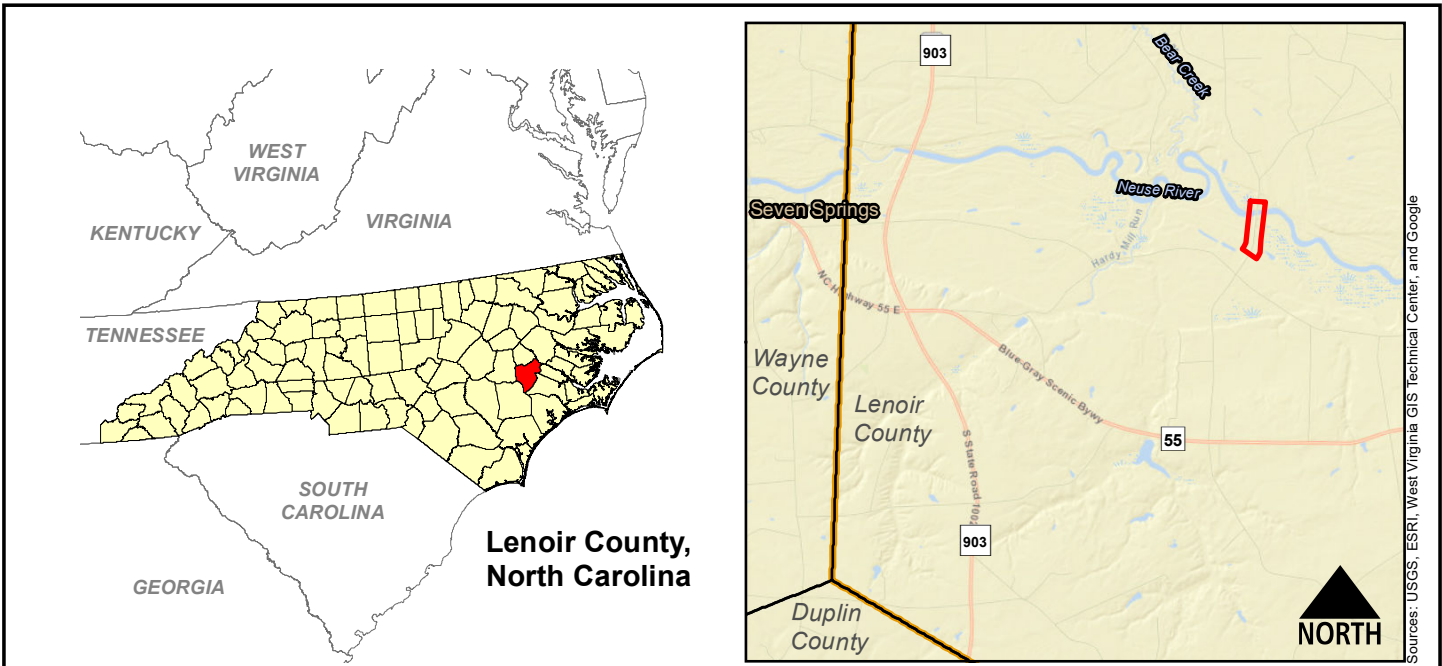 WEST
VIRGINIA
KENTUCKY
VIRGINIA
TENNESSEE
SOUTH
CAROLINA
GEORGIA
Lenoir County,
North Carolina
903
Bear Creek
Neuse River
Seven Springs
Hardy Mill Run
NC Highway 55 E
Blue-Gray Scenic Bywy
Wayne
County
Lenoir
County
55
S State Road 1002
903
Duplin
County
NORTH
Sources: USGS, ESRI, West Virginia GIS Technical Center, and Google